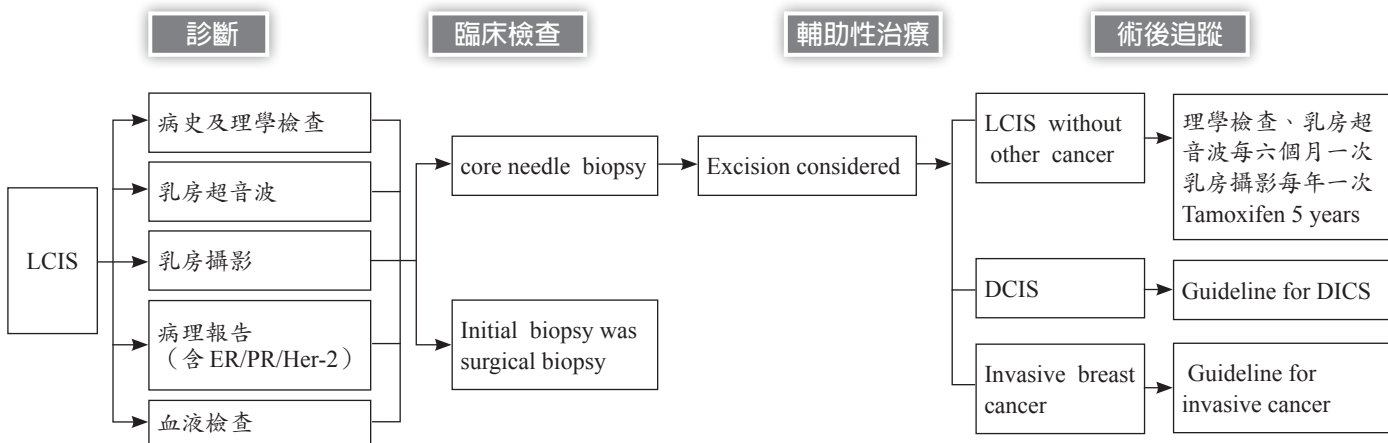 診斷
臨床檢查
輔助性治療
術後追蹤
LCIS
病史及理學檢查
乳房超音波
乳房攝影
病理報告
（含 ER/PR/Her-2）
血液檢查
core needle biopsy
Initial biopsy was
surgical biopsy
Excision considered
LCIS without
other cancer
DCIS
Invasive breast
cancer
理學檢查、乳房超
音波每六個月一次
乳房攝影每年一次
Tamoxifen 5 years
Guideline for DICS
Guideline for
invasive cancer